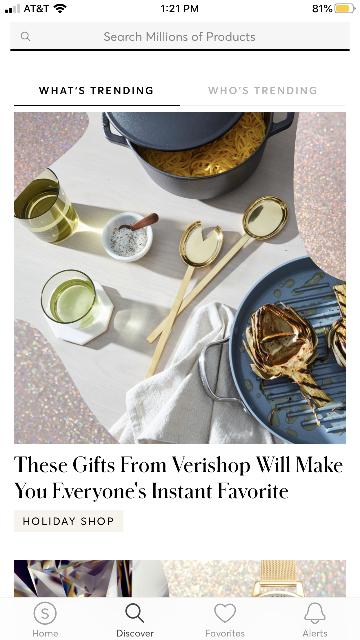 AT&T 1:21 PM 81%
Search Millions of Products
WHAT'S TRENDING WHO'S TRENDING
These Gifts From Verishop Will Make
You Everyone's Instant Favorite
HOLIDAY SHOP
S
Home Discover Favorites Alerts